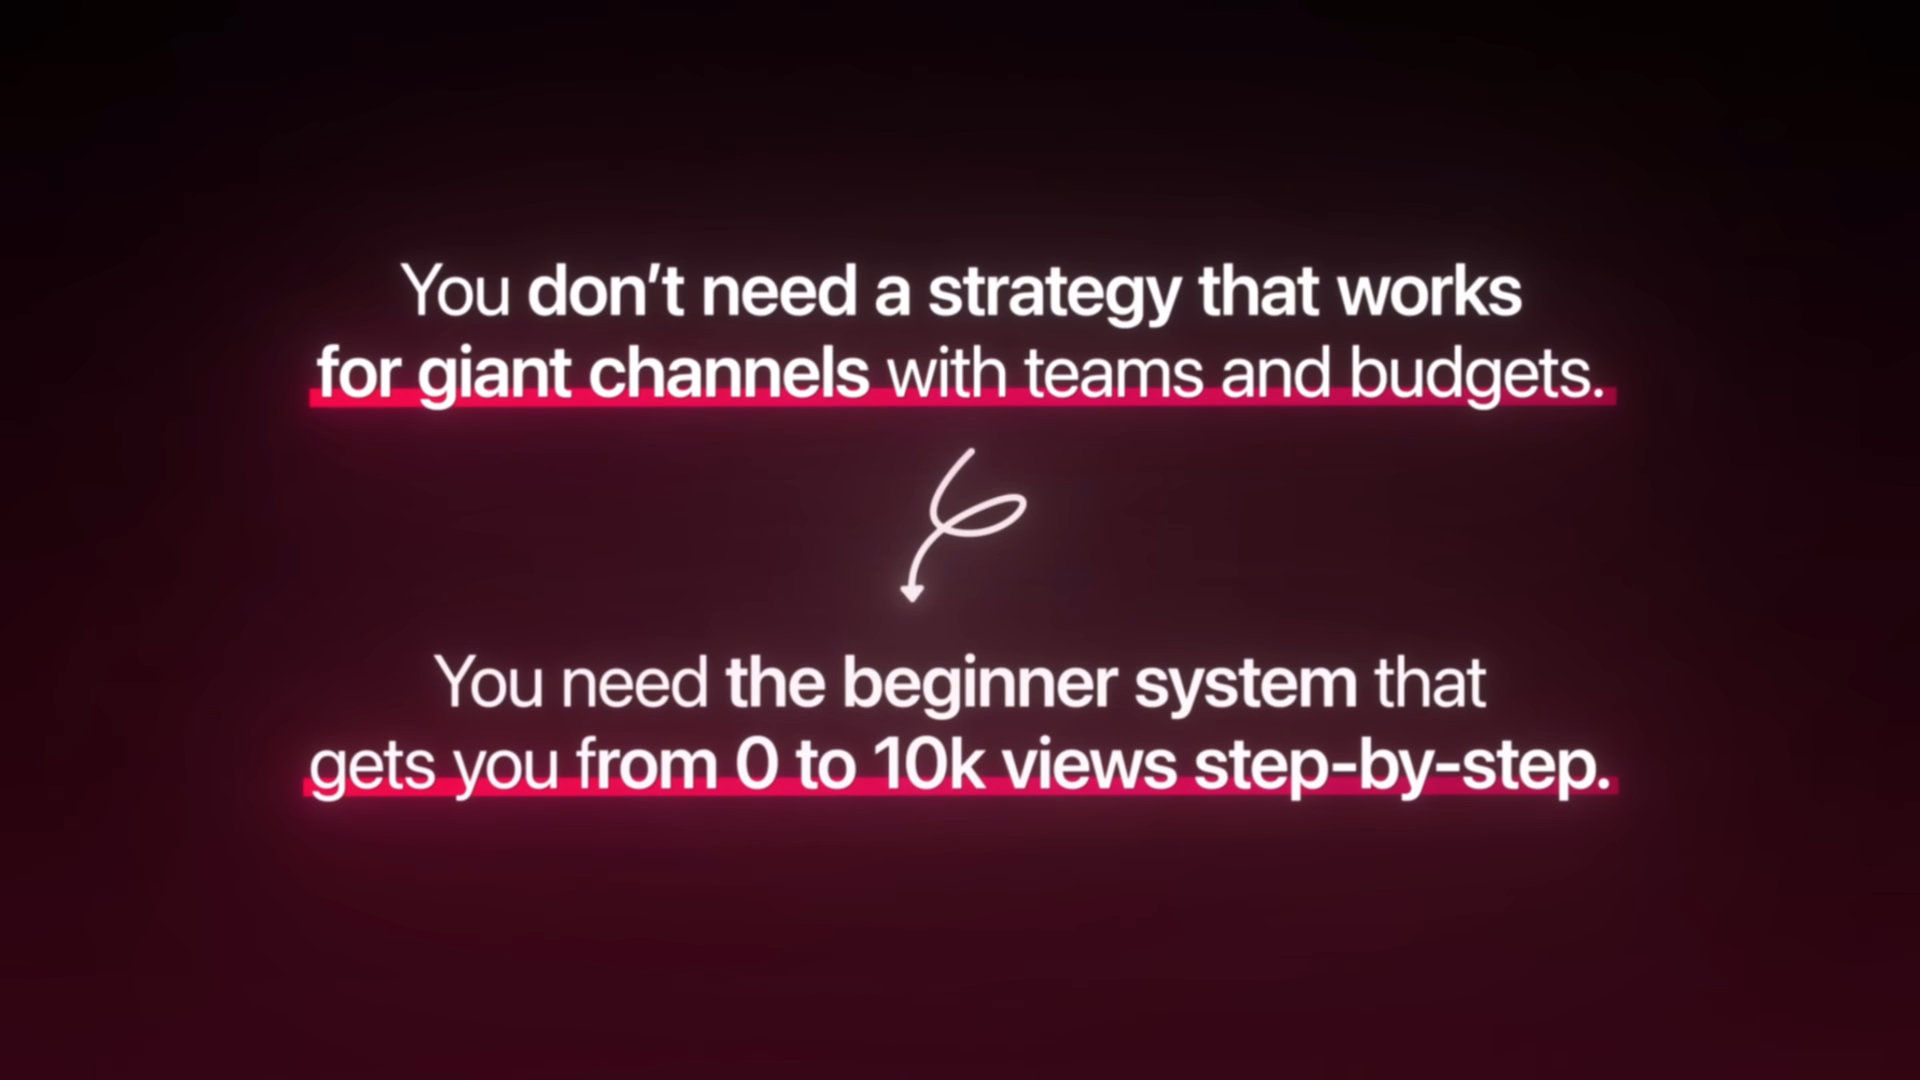 You don’t need a strategy that works
for giant channels with teams and budgets.
You need the beginner system that
gets you from 0 to 10k views step-by-step.